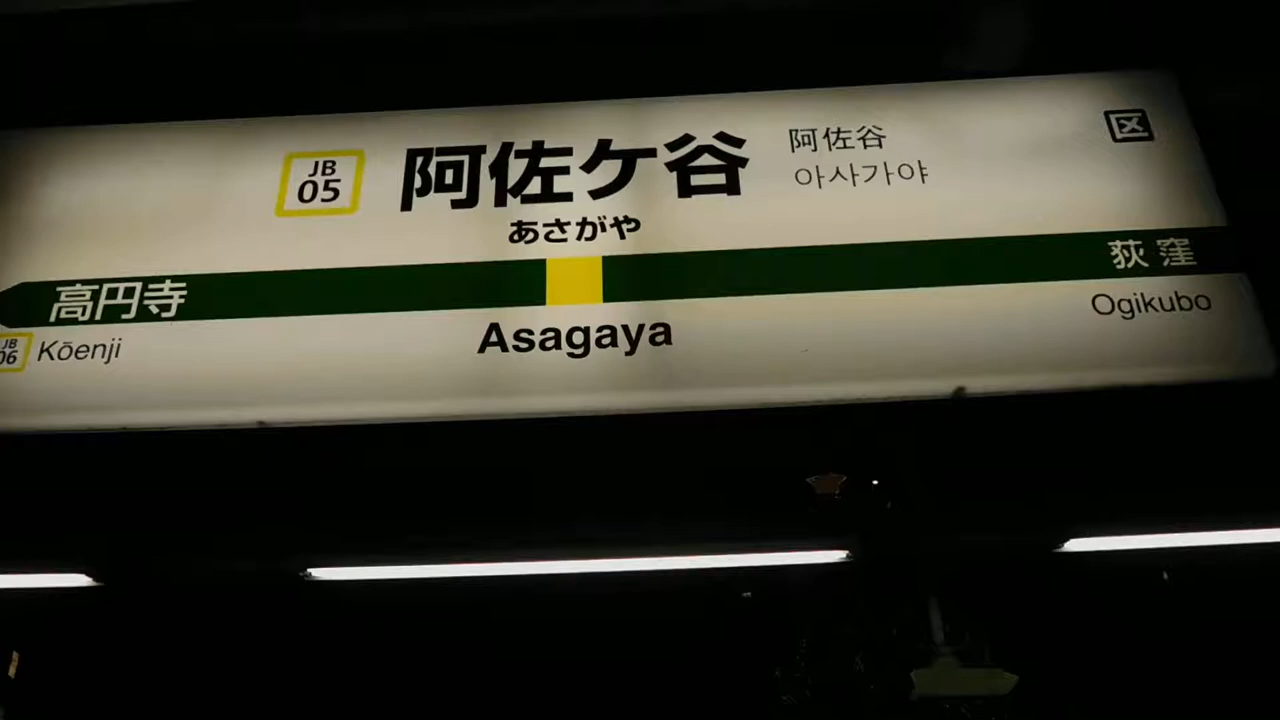 JB
05
阿佐ケ谷
阿佐谷
아사가야
区
あさがや
高円寺
荻窪
JB
06
Kōenji
Asagaya
Ogikubo